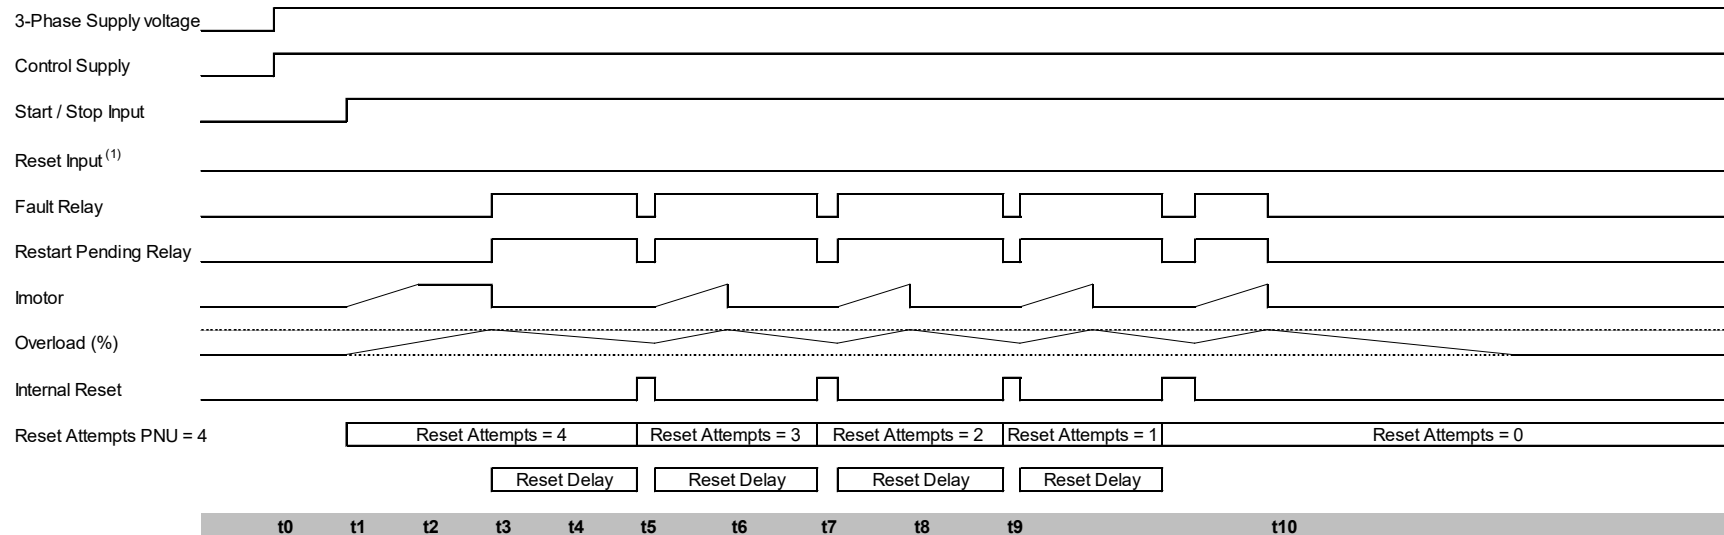 3-Phase Supply voltage
Control Supply
Start / Stop Input
Reset Input (1)
Fault Relay
Restart Pending Relay
Imotor
Overload (%)
Internal Reset
Reset Attempts PNU = 4
Reset Attempts = 4 Reset Attempts = 3 Reset Attempts = 2 Reset Attempts = 1 Reset Attempts = 0
Reset Delay Reset Delay Reset Delay Reset Delay
t0 t1 t2 t3 t4 t5 t6 t7 t8 t9 t10